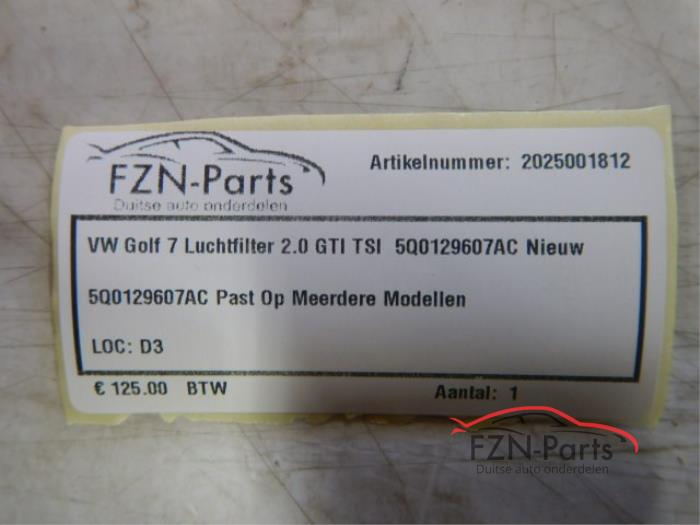 FZN-Parts
Duitse auto onderdelen
Artikelnummer: 2025001812
VW Golf 7 Luchtfilter 2.0 GTI TSI 5Q0129607AC Nieuw
5Q0129607AC Past Op Meerdere Modellen
LOC: D3
€ 125.00 BTW
Aantal: 1
FZN-Parts
Duitse auto onderdelen